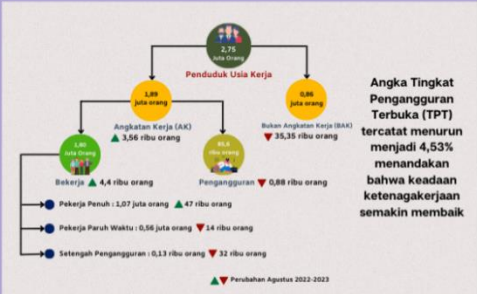 2,75
Juta Orang
Penduduk Usia Kerja
1,89
juta orang
0,86
juta orang
Angkatan Kerja (AK)
3,56 ribu orang
Bukan Angkatan Kerja (BAK)
35,35 ribu orang
1,80
Juta Orang
ribu orang
Bekerja 4,4 ribu orang
Pengangguran 0,88 ribu orang
Pekerja Penuh : 1,07 juta orang 47 ribu orang
Pekerja Paruh Waktu : 0,56 juta orang 14 ribu orang
Setengah Pengangguran : 0,13 ribu orang 32 ribu orang
Perubahan Agustus 2022-2023
Angka Tingkat
Pengangguran
Terbuka (TPT)
tercatat menurun
menjadi 4,53%
menandakan
bahwa keadaan
ketenagakerjaan
semakin membaik